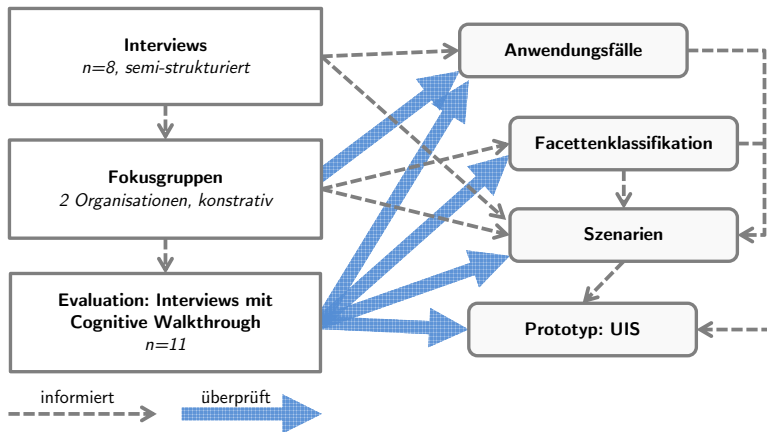 Interviews
n=8, semi-strukturiert
Fokusgruppen
2 Organisationen, konstrativ
Evaluation: Interviews mit
Cognitive Walkthrough
n=11
Anwendungsfälle
Facettenklassifikation
Szenarien
Prototyp: UIS
informiert
überprüft